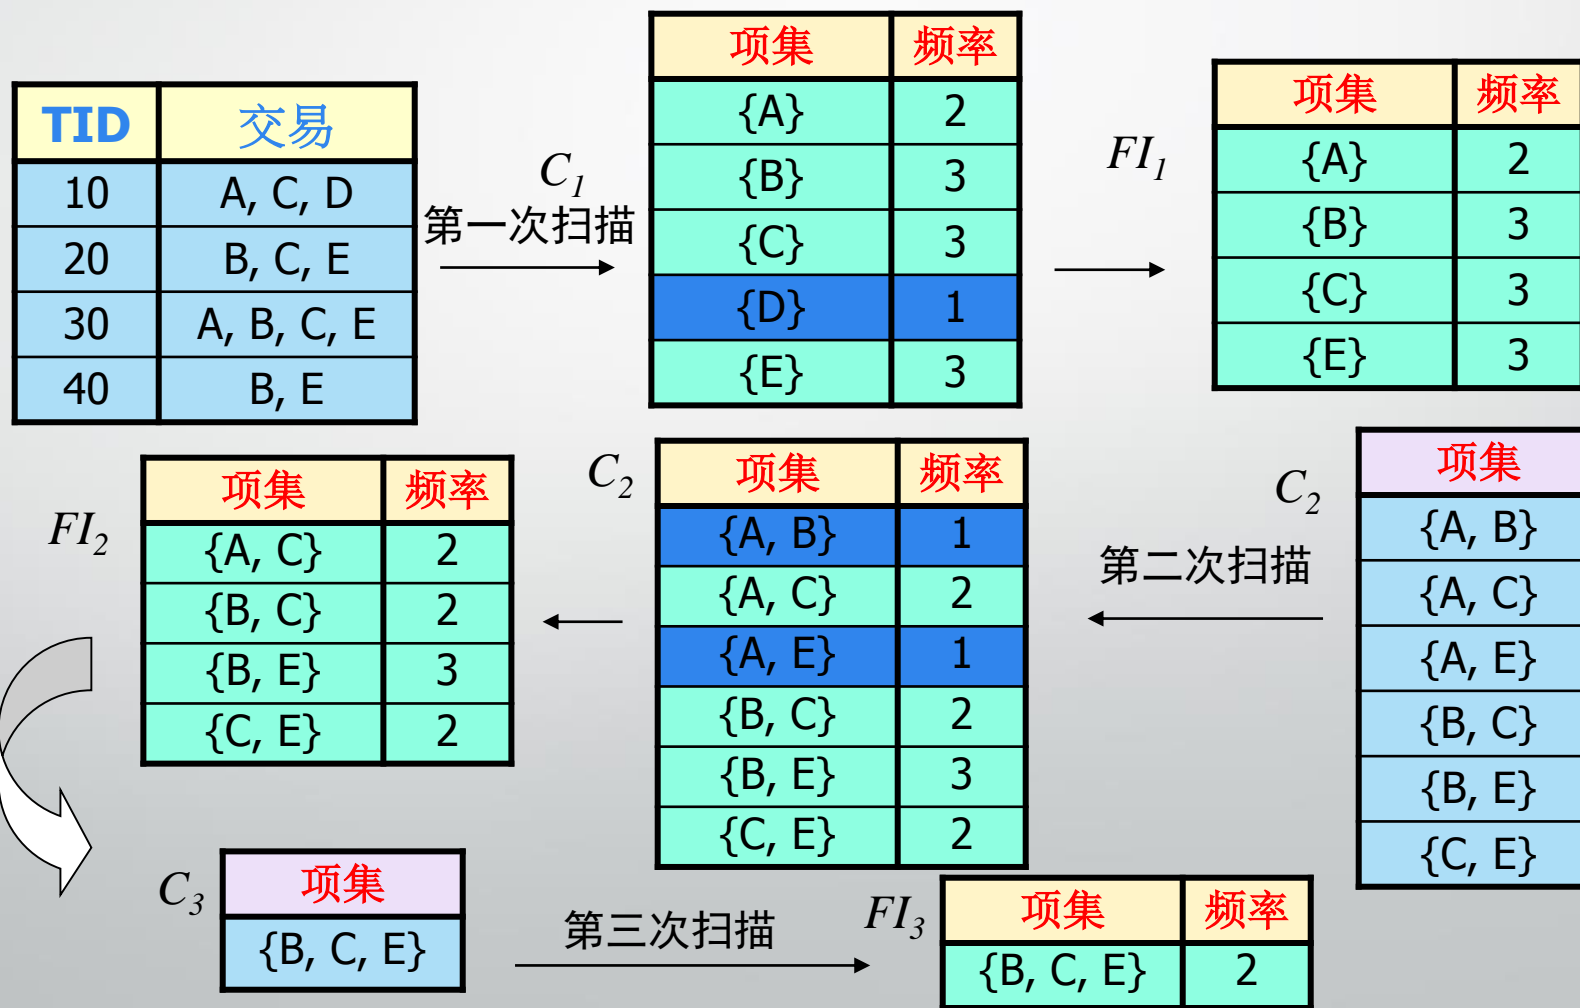 TID 交易
10 A, C, D
20 B, C, E
30 A, B, C, E
40 B, E
C1
第一次扫描
项集 频率
{A} 2
{B} 3
{C} 3
{D} 1
{E} 3
FI1
项集 频率
{A} 2
{B} 3
{C} 3
{E} 3
C2
项集
{A, B}
{A, C}
{A, E}
{B, C}
{B, E}
{C, E}
第二次扫描
C2
项集 频率
{A, B} 1
{A, C} 2
{A, E} 1
{B, C} 2
{B, E} 3
{C, E} 2
FI2
项集 频率
{A, C} 2
{B, C} 2
{B, E} 3
{C, E} 2
C3
项集
{B, C, E}
第三次扫描
FI3
项集 频率
{B, C, E} 2